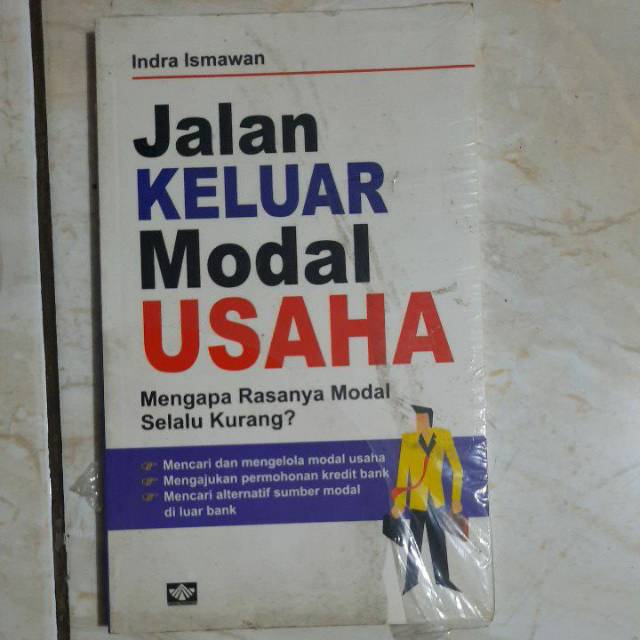 Indra Ismawan
Jalan
KELUAR
Modal
USAHA
Mengapa Rasanya Modal
Selalu Kurang?
Mencari dan mengelola modal usaha
Mengajukan permohonan kredit bank
Mencari alternatif sumber modal
di luar bank